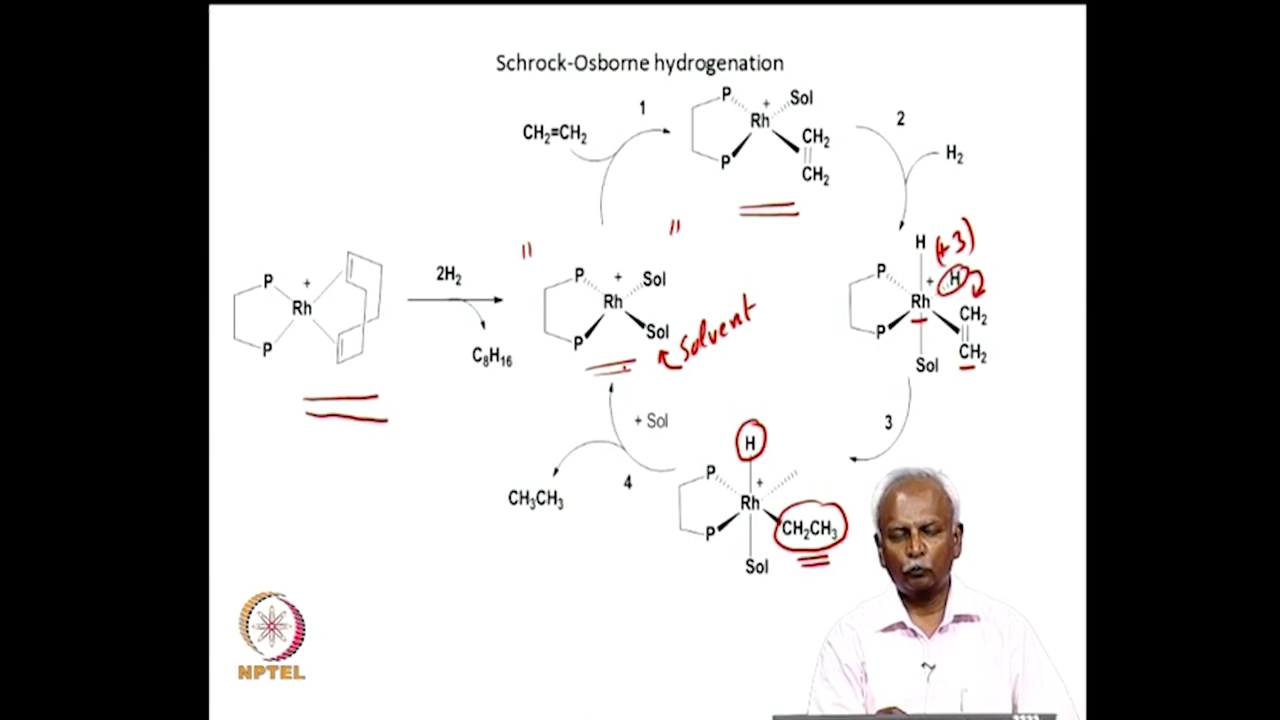 Schrock-Osborne hydrogenation
1
CH₂=CH₂
P
P
Rh
+
Sol
CH₂
CH₂
2
H₂
P
P
Rh
+
2H₂
C₈H₁₆
P
P
Rh
+
Sol
Sol
Solvent
H
(+3)
P
P
Rh
+
H
CH₂
CH₂
Sol
3
+ Sol
4
CH₃CH₃
H
P
P
Rh
+
CH₂CH₃
Sol
NPTEL